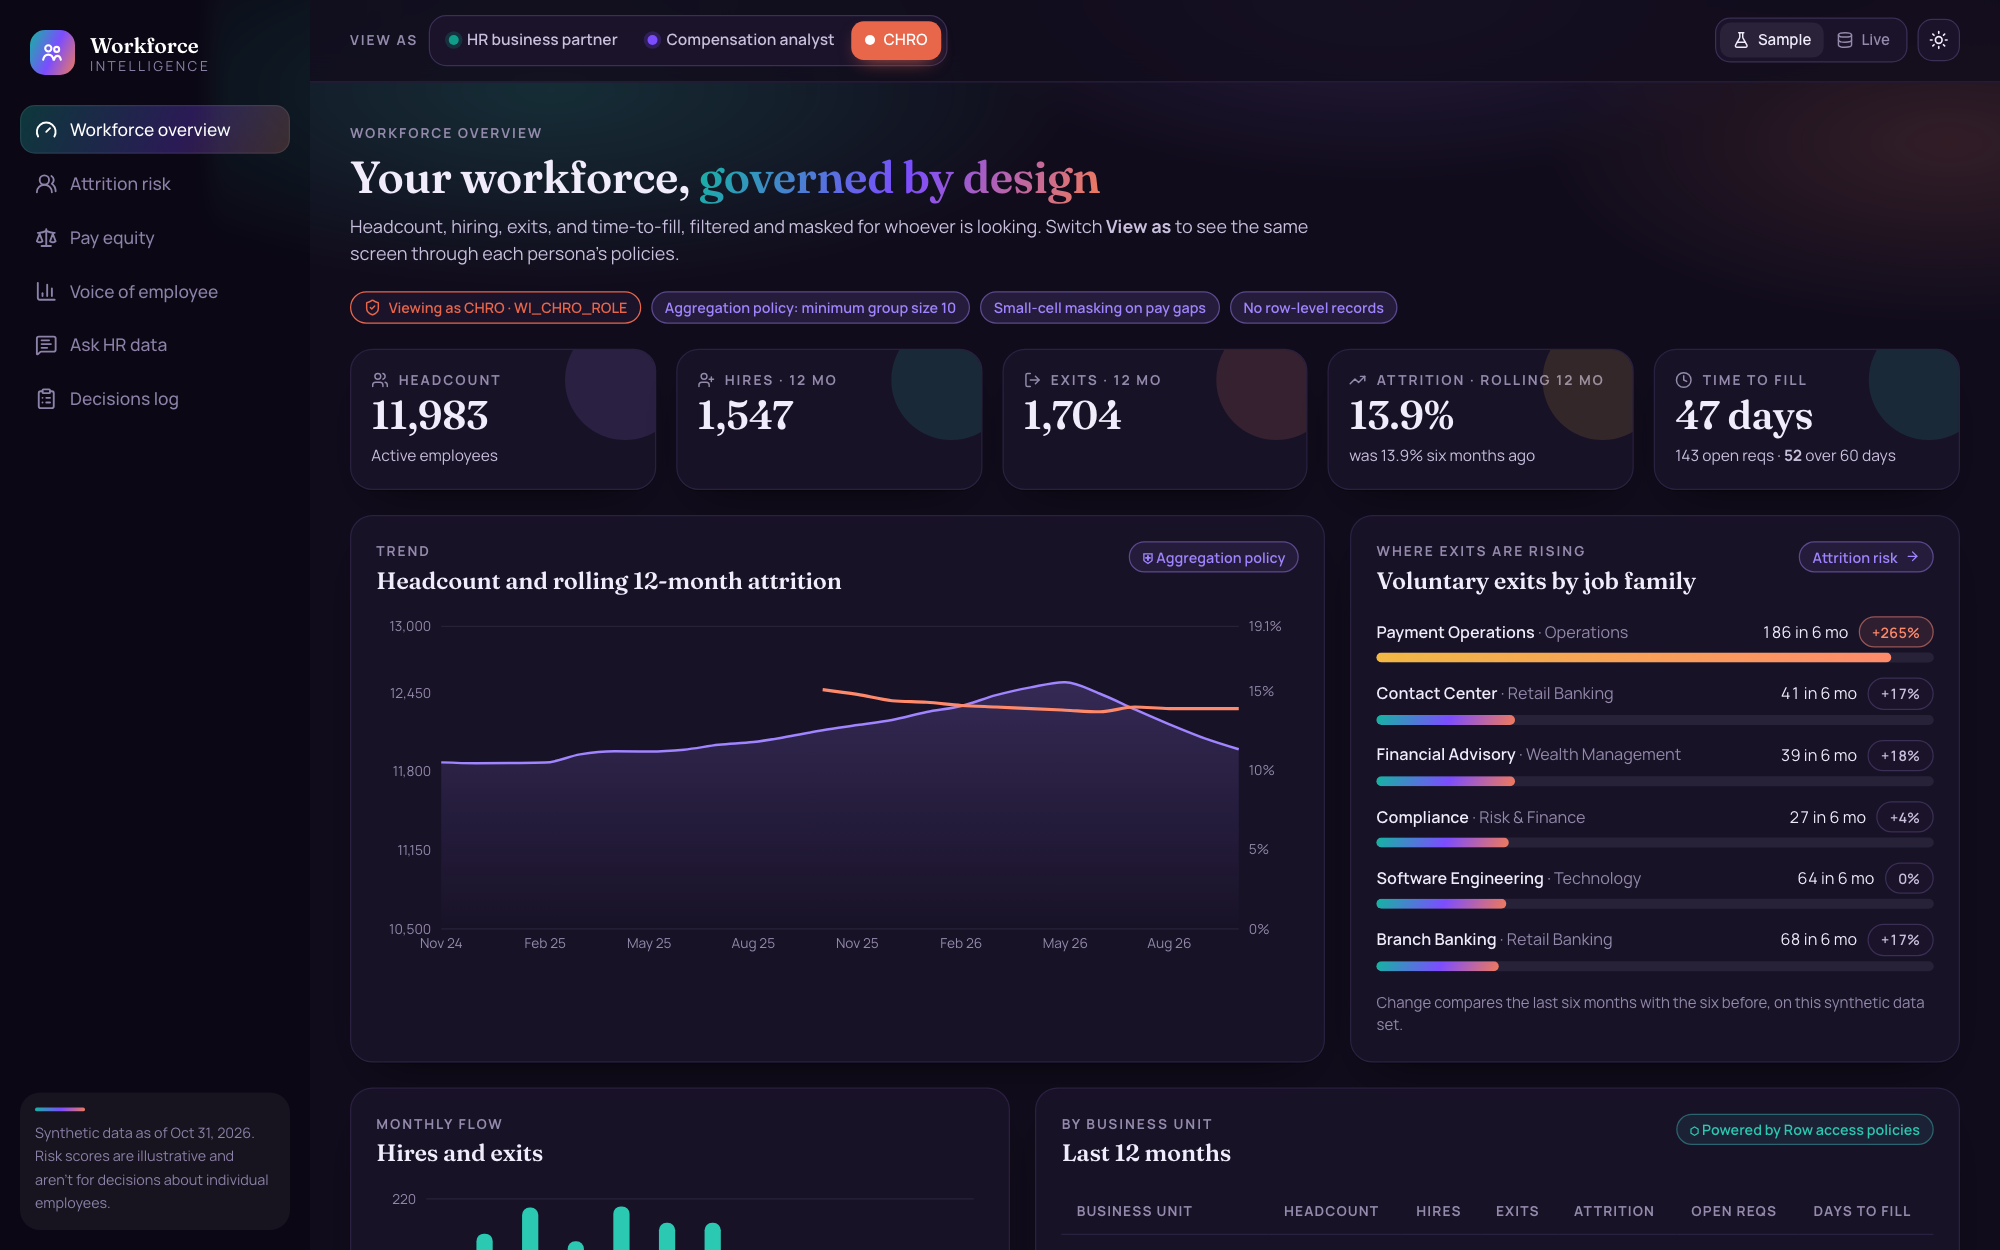 Workforce
INTELLIGENCE
Workforce overview
Attrition risk
Pay equity
Voice of employee
Ask HR data
Decisions log
Synthetic data as of Oct 31, 2026.
Risk scores are illustrative and
aren't for decisions about individual
employees.
VIEW AS
HR business partner
Compensation analyst
CHRO
Sample
Live
WORKFORCE OVERVIEW
Your workforce, governed by design
Headcount, hiring, exits, and time-to-fill, filtered and masked for whoever is looking. Switch View as to see the same
screen through each persona's policies.
Viewing as CHRO · WI_CHRO_ROLE
Aggregation policy: minimum group size 10
Small-cell masking on pay gaps
No row-level records
HEADCOUNT
11,983
Active employees
HIRES · 12 MO
1,547
EXITS · 12 MO
1,704
ATTRITION · ROLLING 12 MO
13.9%
was 13.9% six months ago
TIME TO FILL
47 days
143 open reqs · 52 over 60 days
TREND
Headcount and rolling 12-month attrition
Aggregation policy
13,000
12,450
11,800
11,150
10,500
19.1%
15%
10%
5%
0%
Nov 24
Feb 25
May 25
Aug 25
Nov 25
Feb 26
May 26
Aug 26
WHERE EXITS ARE RISING
Voluntary exits by job family
Attrition risk
Payment Operations · Operations 186 in 6 mo +265%
Contact Center · Retail Banking 41 in 6 mo +17%
Financial Advisory · Wealth Management 39 in 6 mo +18%
Compliance · Risk & Finance 27 in 6 mo +4%
Software Engineering · Technology 64 in 6 mo 0%
Branch Banking · Retail Banking 68 in 6 mo +17%
Change compares the last six months with the six before, on this synthetic data
set.
MONTHLY FLOW
Hires and exits
220
BY BUSINESS UNIT
Last 12 months
Powered by Row access policies
BUSINESS UNIT HEADCOUNT HIRES EXITS ATTRITION OPEN REQS DAYS TO FILL